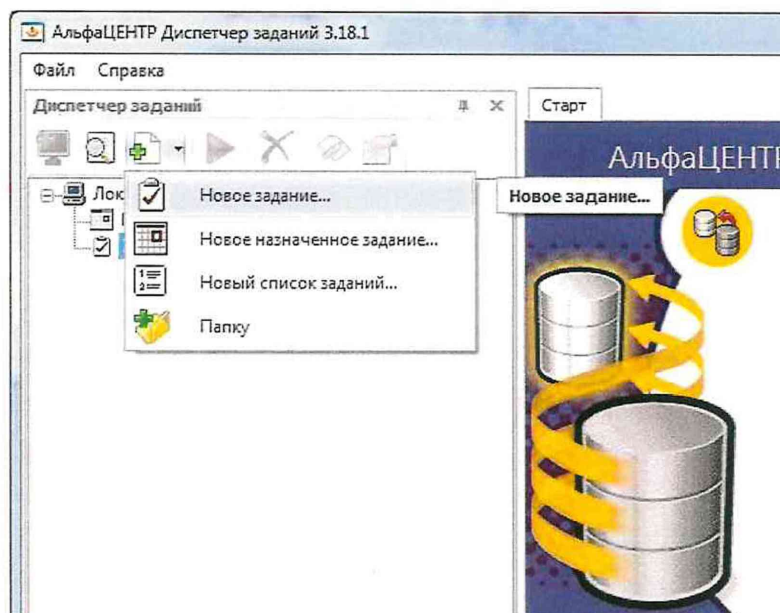 АльфаЦЕНТР Диспетчер заданий 3.18.1
Файл Справка
Диспетчер заданий
Старт
АльфаЦЕНТР
Лок
Новое задание...
Новое задание...
Новое назначенное задание...
Новый список заданий...
Папку